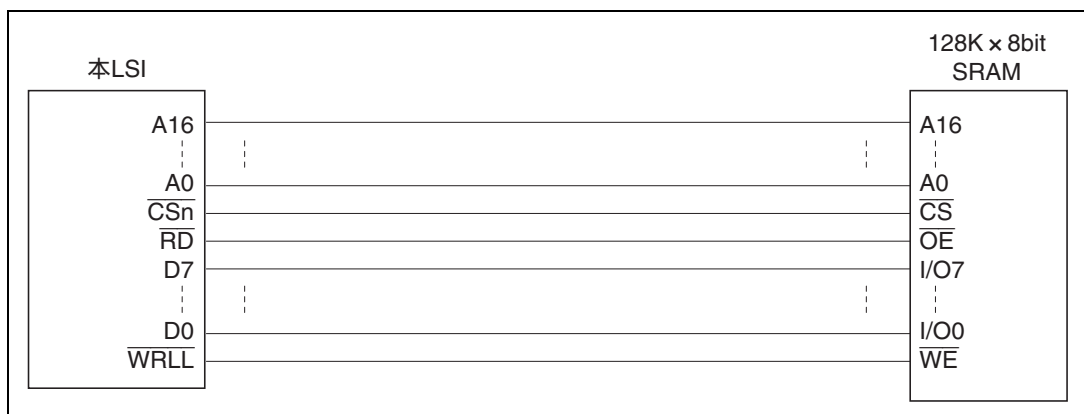 本LSI
128K × 8bit
SRAM
A16
A0
CSn
RD
D7
D0
WRLL
A16
A0
CS
OE
I/O7
I/O0
WE